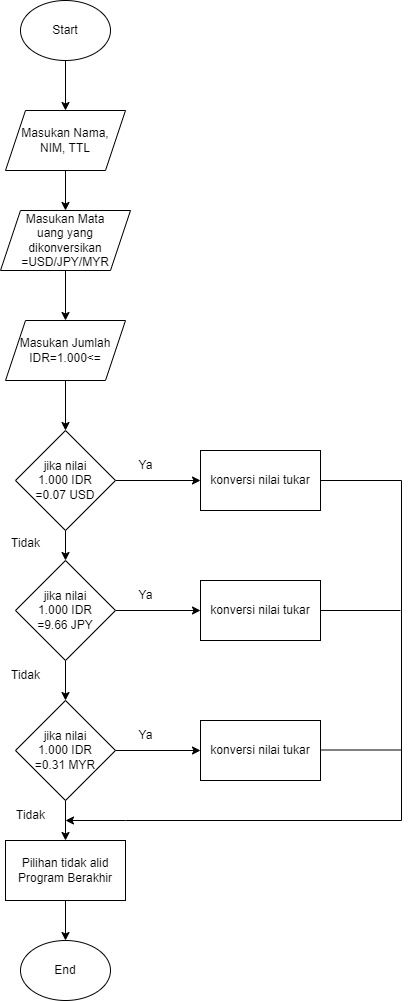 Start
Masukan Nama,
NIM, TTL
Masukan Mata
uang yang
dikonversikan
=USD/JPY/MYR
Masukan Jumlah
IDR=1.000<=
jika nilai
1.000 IDR
=0.07 USD
Ya
konversi nilai tukar
Tidak
jika nilai
1.000 IDR
=9.66 JPY
Ya
konversi nilai tukar
Tidak
jika nilai
1.000 IDR
=0.31 MYR
Ya
konversi nilai tukar
Tidak
Pilihan tidak alid
Program Berakhir
End